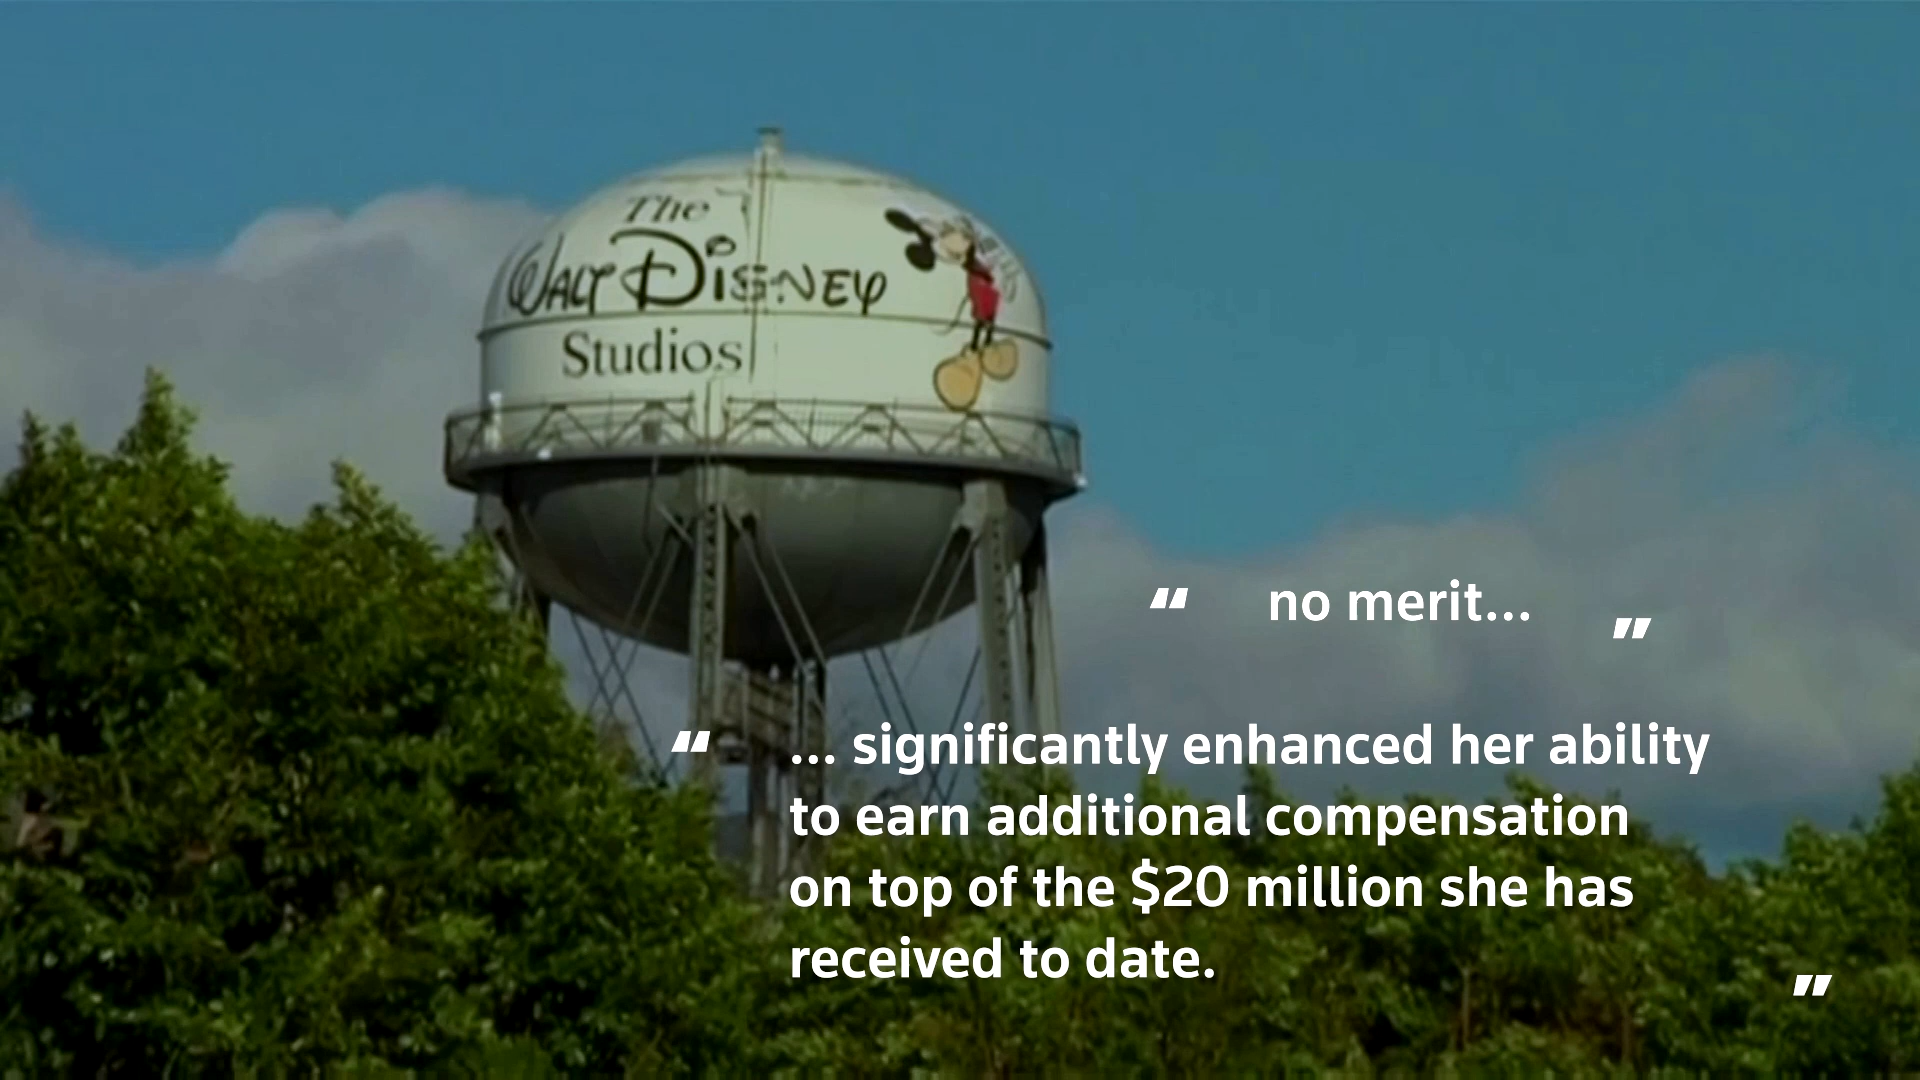 The
Walt Disney
Studios
“ no merit... ”
“ ... significantly enhanced her ability
to earn additional compensation
on top of the $20 million she has
received to date. ”